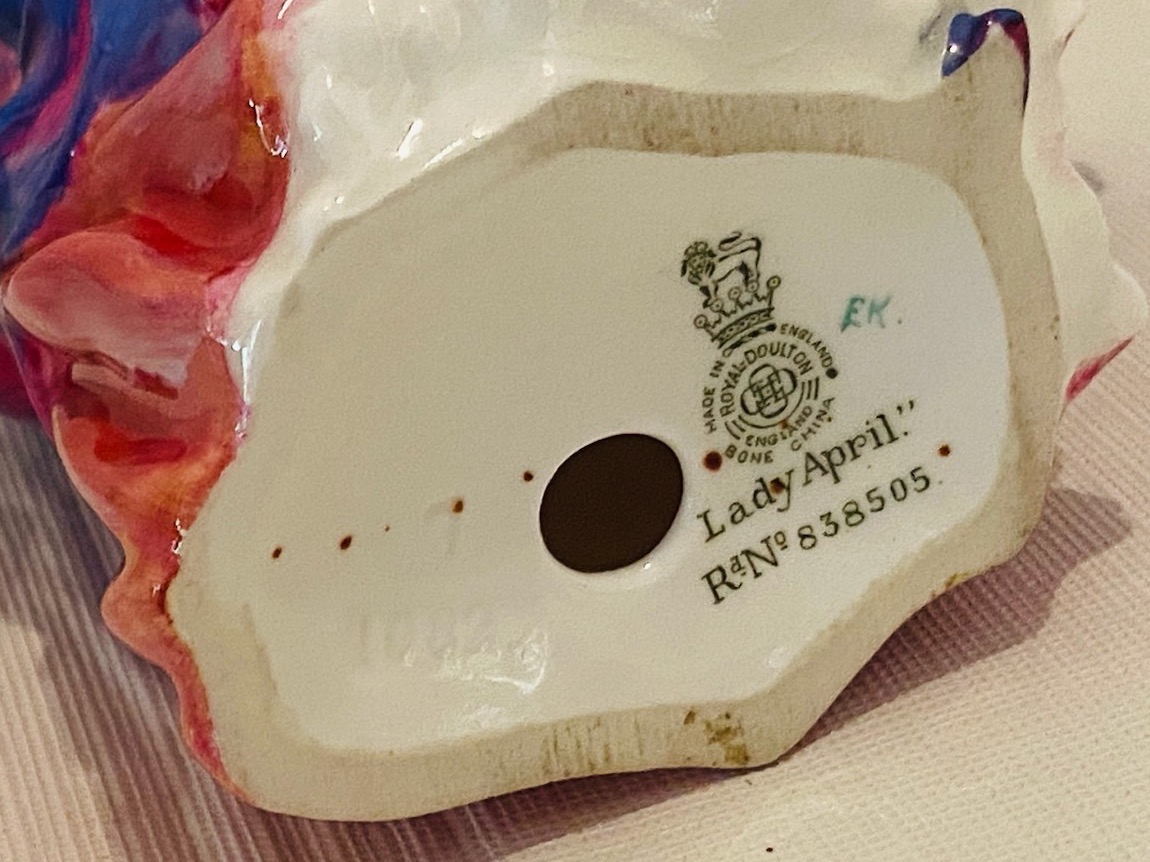 EK.
MADE IN ENGLAND
ROYAL DOULTON
ENGLAND
BONE CHINA
Lady April."
Rd No 838505.